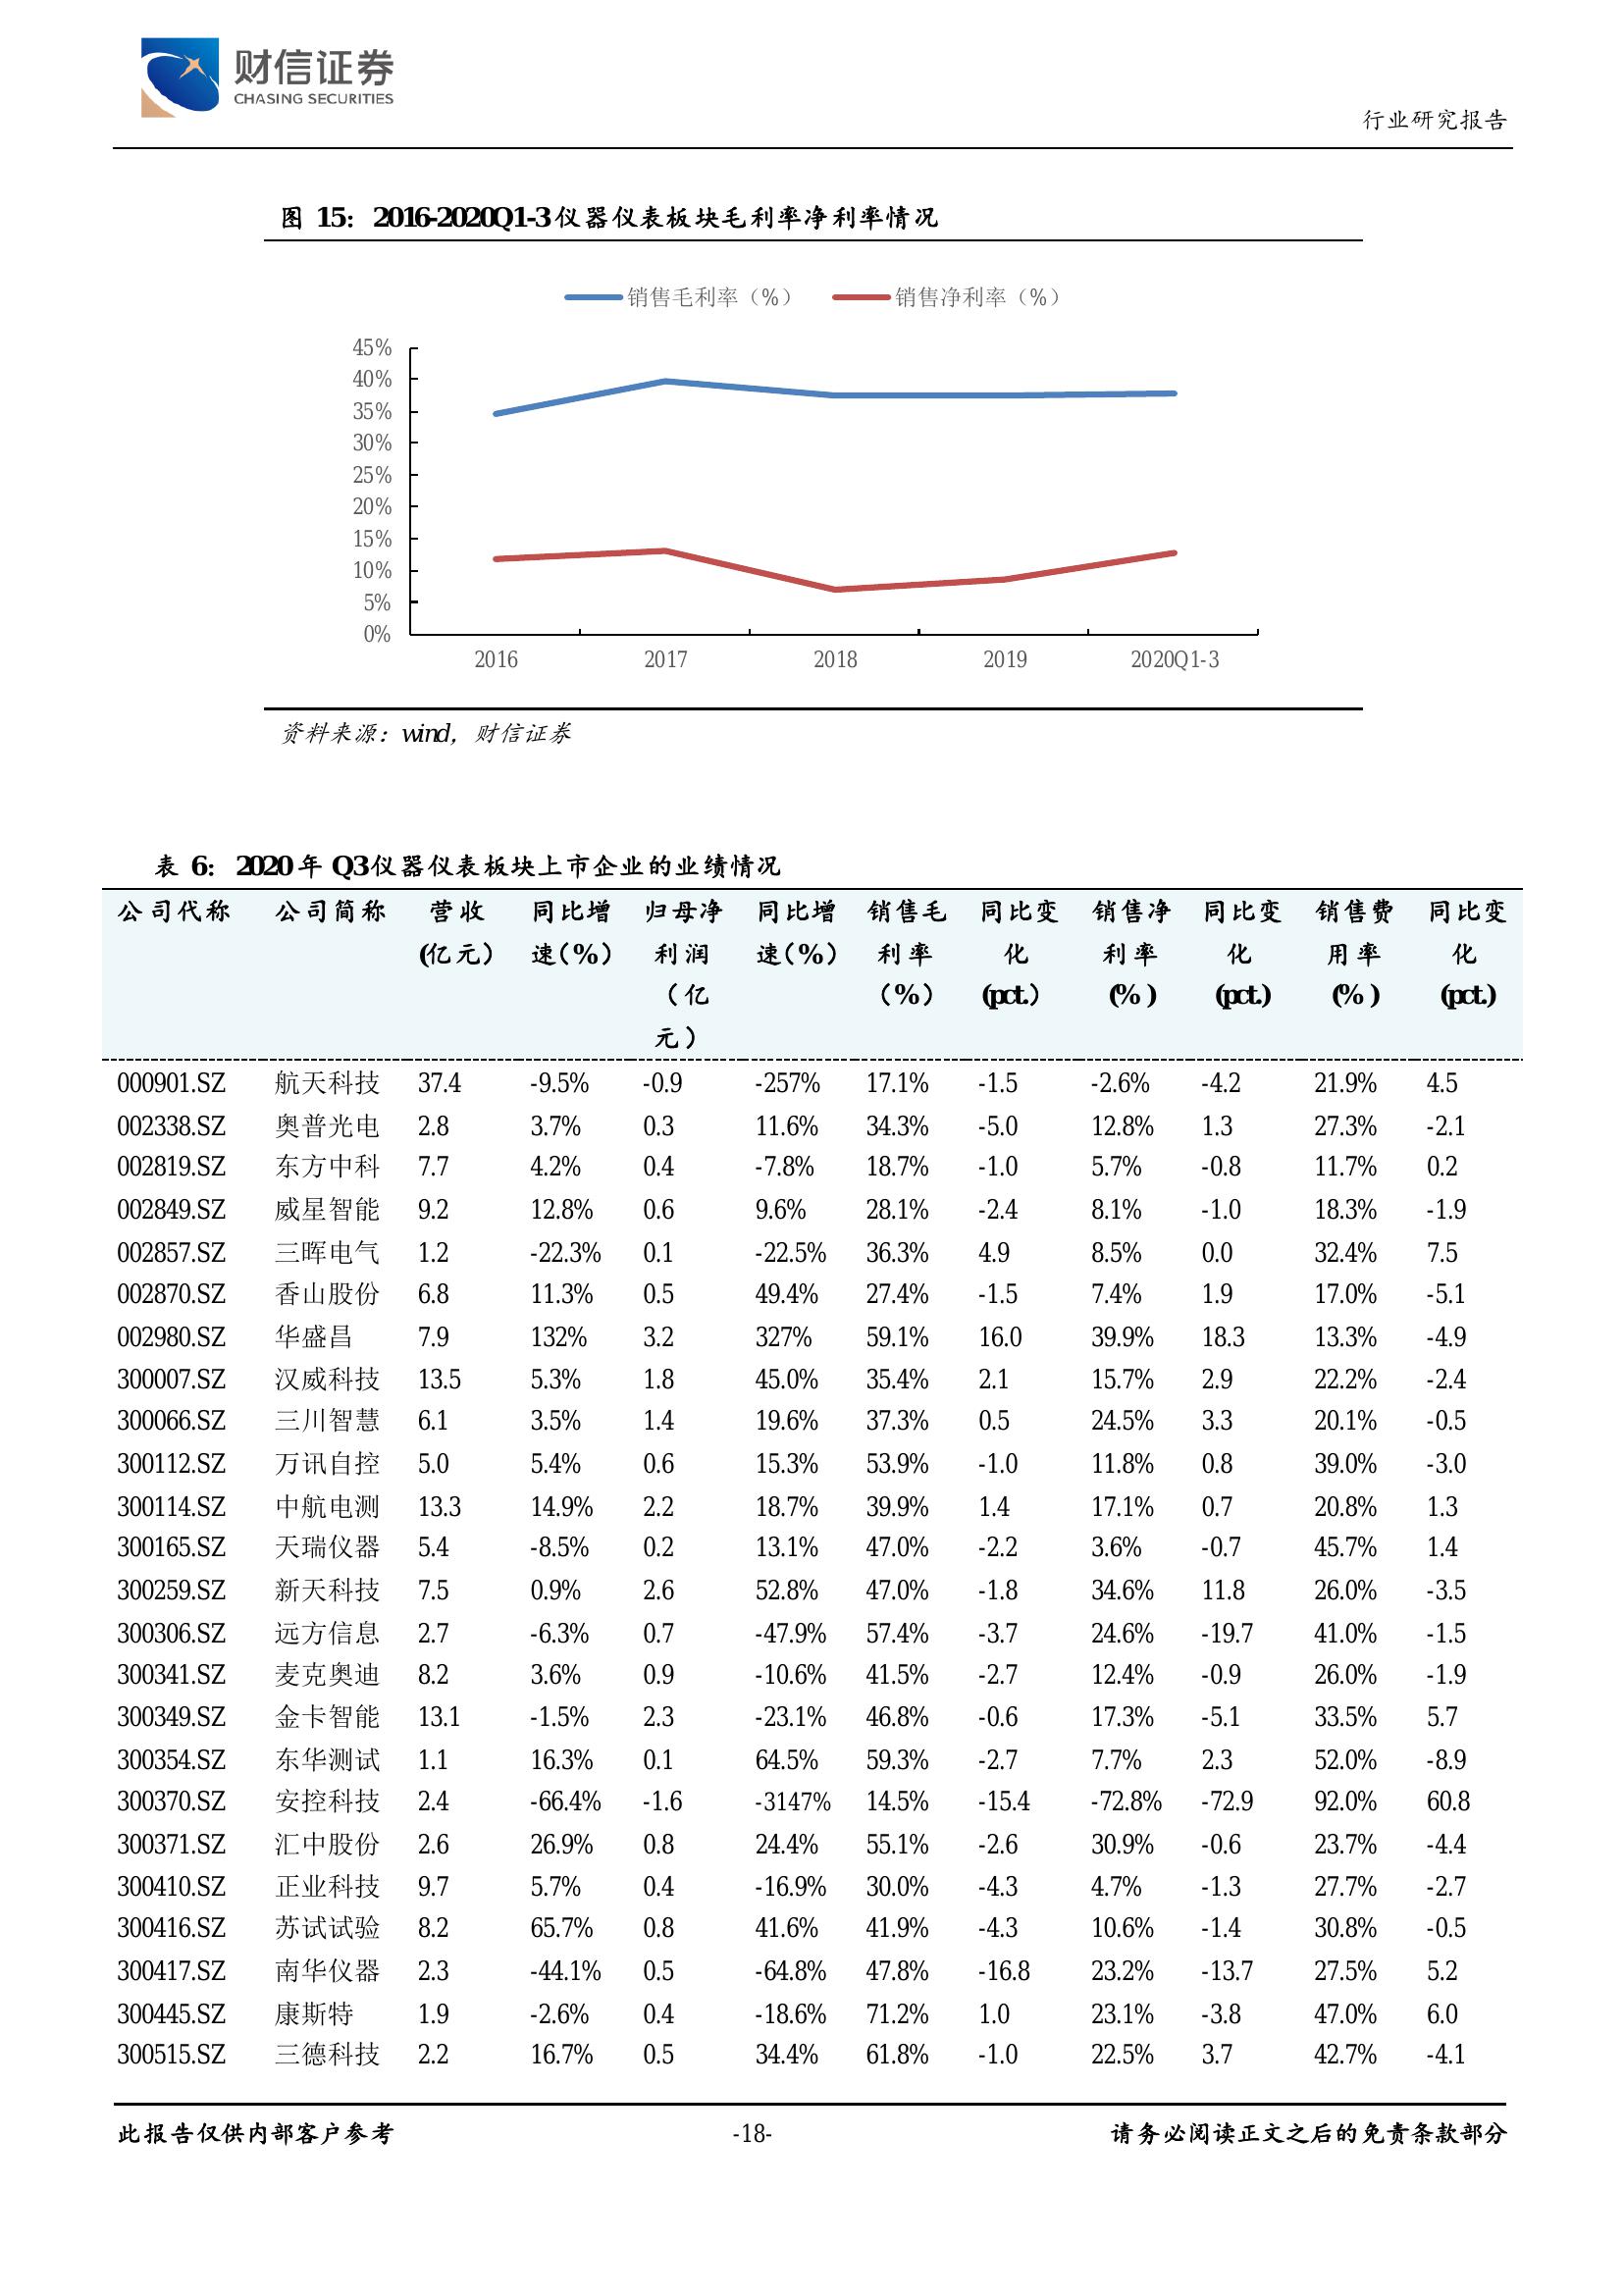 财信证券
CHASING SECURITIES
行业研究报告
图 15：2016-2020Q1-3仪器仪表板块毛利率净利率情况
销售毛利率（%） 销售净利率（%）
45%
40%
35%
30%
25%
20%
15%
10%
5%
0%
2016 2017 2018 2019 2020Q1-3
资料来源：wind，财信证券
表 6：2020年 Q3仪器仪表板块上市企业的业绩情况
公司代称 公司简称 营收 同比增 归母净 同比增 销售毛 同比变 销售净 同比变 销售费 同比变
(亿元) 速(%) 利润 速(%) 利率 化 利率 化 用率 化
（亿 （%） (pct.) (%) (pct.) (%) (pct.)
元）
000901.SZ 航天科技 37.4 -9.5% -0.9 -257% 17.1% -1.5 -2.6% -4.2 21.9% 4.5
002338.SZ 奥普光电 2.8 3.7% 0.3 11.6% 34.3% -5.0 12.8% 1.3 27.3% -2.1
002819.SZ 东方中科 7.7 4.2% 0.4 -7.8% 18.7% -1.0 5.7% -0.8 11.7% 0.2
002849.SZ 威星智能 9.2 12.8% 0.6 9.6% 28.1% -2.4 8.1% -1.0 18.3% -1.9
002857.SZ 三晖电气 1.2 -22.3% 0.1 -22.5% 36.3% 4.9 8.5% 0.0 32.4% 7.5
002870.SZ 香山股份 6.8 11.3% 0.5 49.4% 27.4% -1.5 7.4% 1.9 17.0% -5.1
002980.SZ 华盛昌 7.9 132% 3.2 327% 59.1% 16.0 39.9% 18.3 13.3% -4.9
300007.SZ 汉威科技 13.5 5.3% 1.8 45.0% 35.4% 2.1 15.7% 2.9 22.2% -2.4
300066.SZ 三川智慧 6.1 3.5% 1.4 19.6% 37.3% 0.5 24.5% 3.3 20.1% -0.5
300112.SZ 万讯自控 5.0 5.4% 0.6 15.3% 53.9% -1.0 11.8% 0.8 39.0% -3.0
300114.SZ 中航电测 13.3 14.9% 2.2 18.7% 39.9% 1.4 17.1% 0.7 20.8% 1.3
300165.SZ 天瑞仪器 5.4 -8.5% 0.2 13.1% 47.0% -2.2 3.6% -0.7 45.7% 1.4
300259.SZ 新天科技 7.5 0.9% 2.6 52.8% 47.0% -1.8 34.6% 11.8 26.0% -3.5
300306.SZ 远方信息 2.7 -6.3% 0.7 -47.9% 57.4% -3.7 24.6% -19.7 41.0% -1.5
300341.SZ 麦克奥迪 8.2 3.6% 0.9 -10.6% 41.5% -2.7 12.4% -0.9 26.0% -1.9
300349.SZ 金卡智能 13.1 -1.5% 2.3 -23.1% 46.8% -0.6 17.3% -5.1 33.5% 5.7
300354.SZ 东华测试 1.1 16.3% 0.1 64.5% 59.3% -2.7 7.7% 2.3 52.0% -8.9
300370.SZ 安控科技 2.4 -66.4% -1.6 -3147% 14.5% -15.4 -72.8% -72.9 92.0% 60.8
300371.SZ 汇中股份 2.6 26.9% 0.8 24.4% 55.1% -2.6 30.9% -0.6 23.7% -4.4
300410.SZ 正业科技 9.7 5.7% 0.4 -16.9% 30.0% -4.3 4.7% -1.3 27.7% -2.7
300416.SZ 苏试试验 8.2 65.7% 0.8 41.6% 41.9% -4.3 10.6% -1.4 30.8% -0.5
300417.SZ 南华仪器 2.3 -44.1% 0.5 -64.8% 47.8% -16.8 23.2% -13.7 27.5% 5.2
300445.SZ 康斯特 1.9 -2.6% 0.4 -18.6% 71.2% 1.0 23.1% -3.8 47.0% 6.0
300515.SZ 三德科技 2.2 16.7% 0.5 34.4% 61.8% -1.0 22.5% 3.7 42.7% -4.1
此报告仅供内部客户参考 -18- 请务必阅读正文之后的免责条款部分